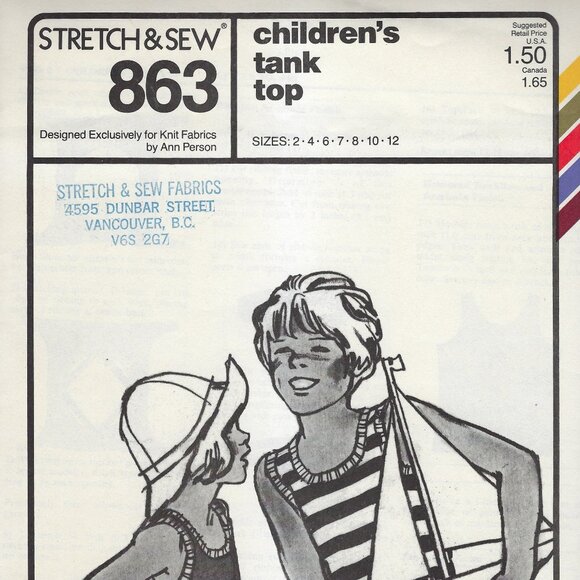 STRETCH & SEW®
863
Designed Exclusively for Knit Fabrics
by Ann Person
children's
tank
top
SIZES: 2 · 4 · 6 · 7 · 8 · 10 · 12
Suggested
Retail Price
U.S.A.
1.50
Canada
1.65
STRETCH & SEW FABRICS
4595 DUNBAR STREET,
VANCOUVER, B.C.
V6S 2G7